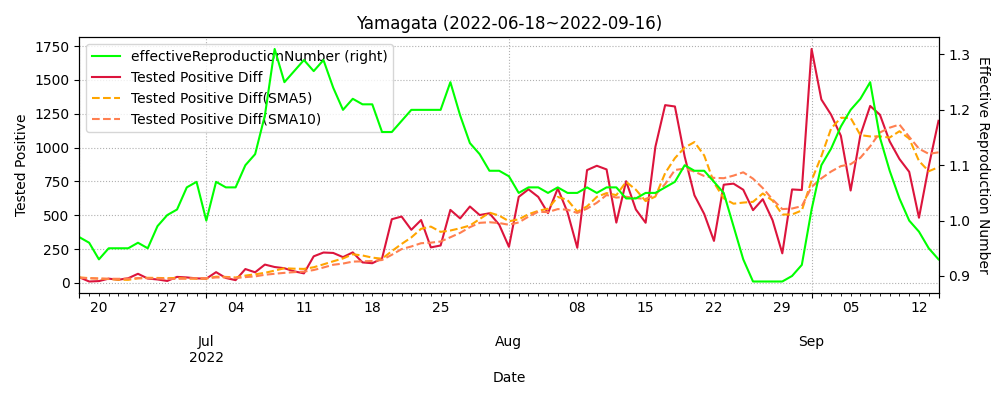 Yamagata (2022-06-18~2022-09-16)
effectiveReproductionNumber (right)
Tested Positive Diff
Tested Positive Diff(SMA5)
Tested Positive Diff(SMA10)
Tested Positive
1750
1500
1250
1000
750
500
250
0
1.3
1.2
1.1
1.0
0.9
Effective Reproduction Number
20 27 04 11 18 25 08 15 22 29 05 12
Jul Aug Sep
2022
Date